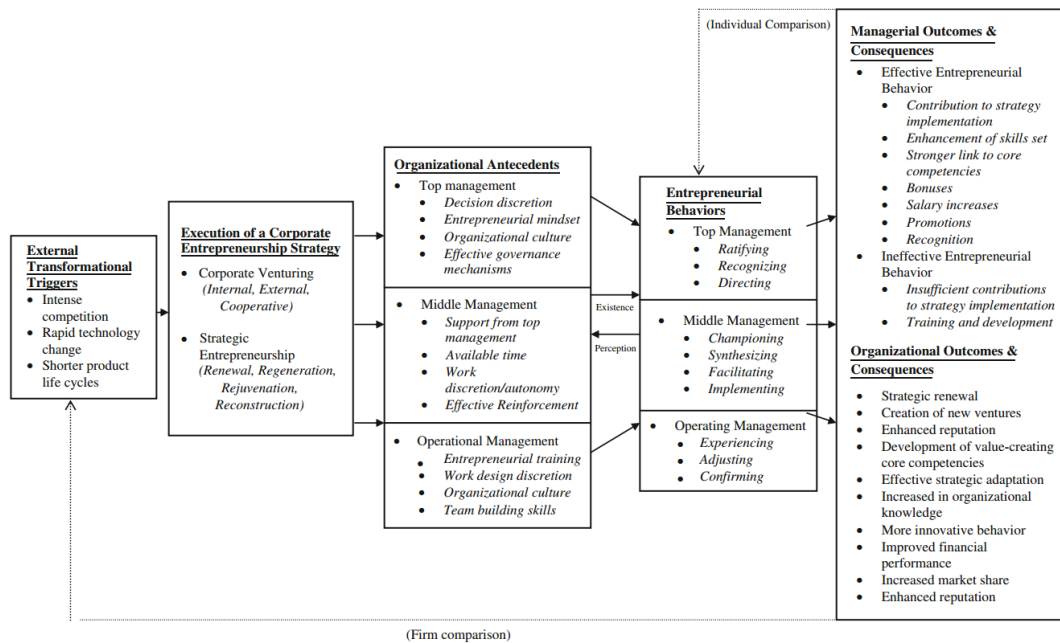 (Individual Comparison)
External
Transformational
Triggers
• Intense
competition
• Rapid technology
change
• Shorter product
life cycles
Execution of a Corporate
Entrepreneurship Strategy
• Corporate Venturing
(Internal, External,
Cooperative)
• Strategic
Entrepreneurship
(Renewal, Regeneration,
Rejuvenation,
Reconstruction)
Organizational Antecedents
• Top management
• Decision discretion
• Entrepreneurial mindset
• Organizational culture
• Effective governance
mechanisms
• Middle Management
• Support from top
management
• Available time
• Work
discretion/autonomy
• Effective Reinforcement
• Operational Management
• Entrepreneurial training
• Work design discretion
• Organizational culture
• Team building skills
Existence
Perception
Entrepreneurial
Behaviors
• Top Management
• Ratifying
• Recognizing
• Directing
• Middle Management
• Championing
• Synthesizing
• Facilitating
• Implementing
• Operating Management
• Experiencing
• Adjusting
• Confirming
Managerial Outcomes &
Consequences
• Effective Entrepreneurial
Behavior
• Contribution to strategy
implementation
• Enhancement of skills set
• Stronger link to core
competencies
• Bonuses
• Salary increases
• Promotions
• Recognition
• Ineffective Entrepreneurial
Behavior
• Insufficient contributions
to strategy implementation
• Training and development
Organizational Outcomes &
Consequences
• Strategic renewal
• Creation of new ventures
• Enhanced reputation
• Development of value-creating
core competencies
• Effective strategic adaptation
• Increased in organizational
knowledge
• More innovative behavior
• Improved financial
performance
• Increased market share
• Enhanced reputation
(Firm comparison)